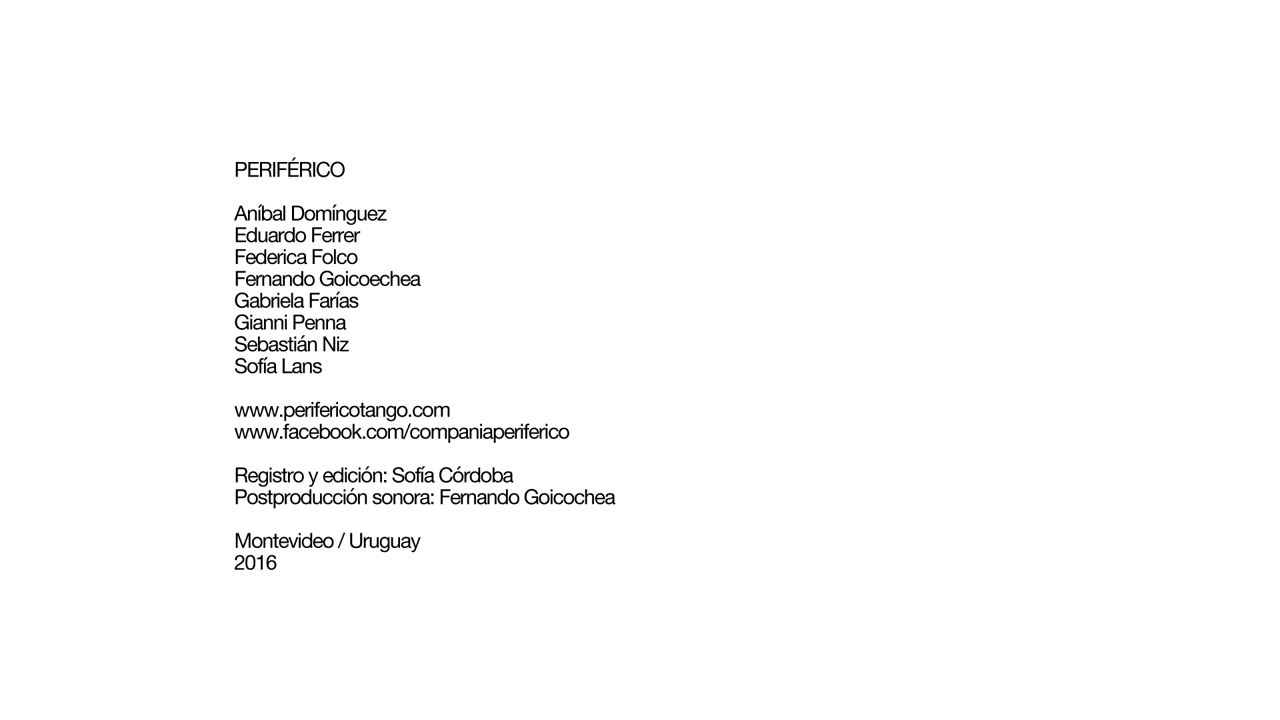 PERIFÉRICO
Aníbal Domínguez
Eduardo Ferrer
Federica Folco
Fernando Goicoechea
Gabriela Farías
Gianni Penna
Sebastián Niz
Sofía Lans
www.perifericotango.com
www.facebook.com/companiaperiferico
Registro y edición: Sofía Córdoba
Postproducción sonora: Fernando Goicochea
Montevideo / Uruguay
2016